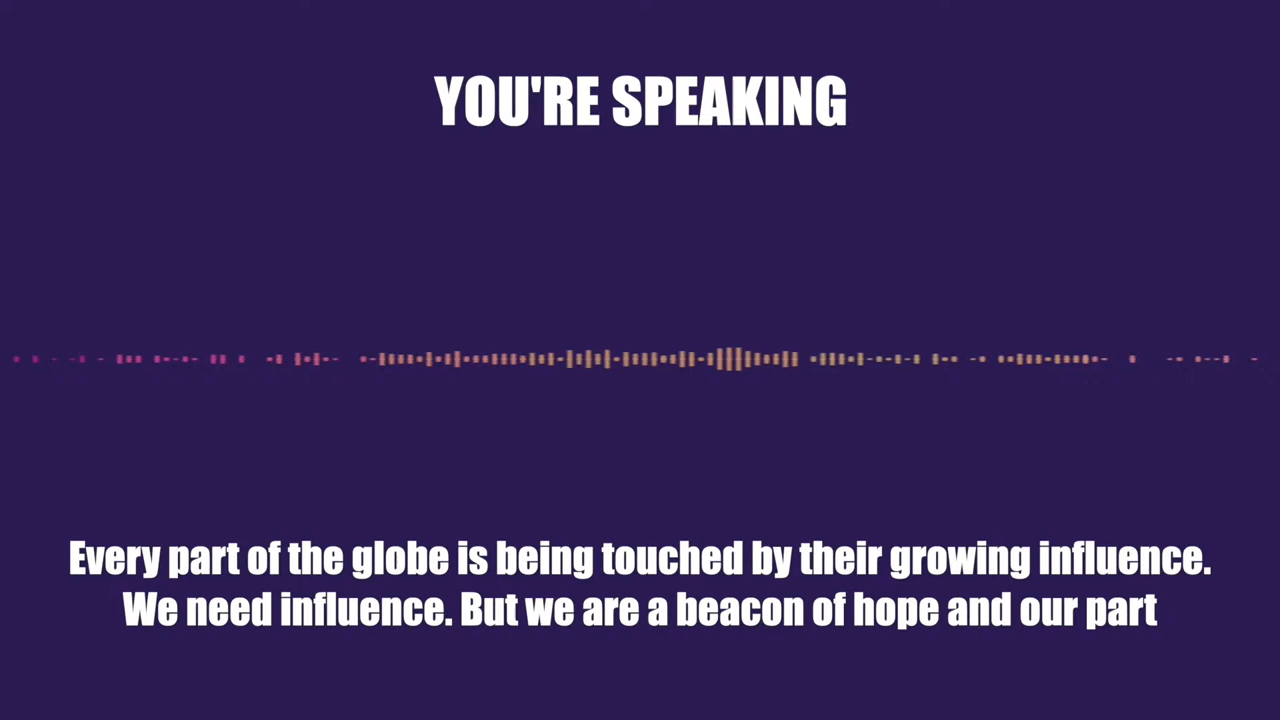 YOU'RE SPEAKING
Every part of the globe is being touched by their growing influence.
We need influence. But we are a beacon of hope and our part